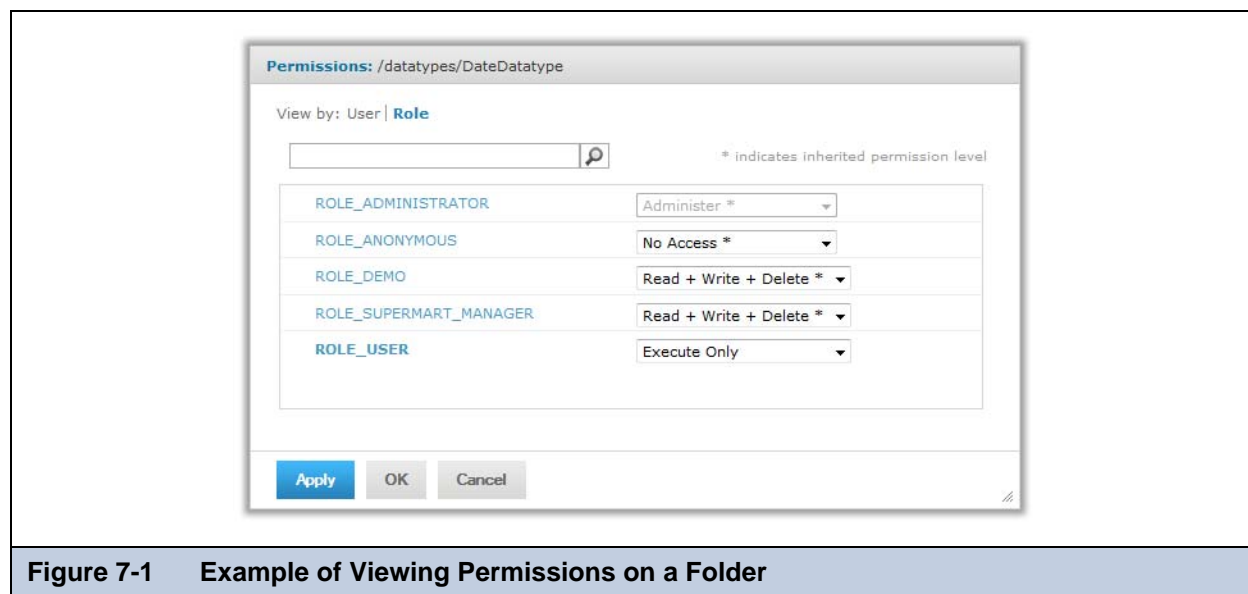 Permissions: /datatypes/DateDatatype
View by: User | Role
* indicates inherited permission level
ROLE_ADMINISTRATOR Administer *
ROLE_ANONYMOUS No Access *
ROLE_DEMO Read + Write + Delete *
ROLE_SUPERMART_MANAGER Read + Write + Delete *
ROLE_USER Execute Only
Apply OK Cancel
Figure 7-1 Example of Viewing Permissions on a Folder